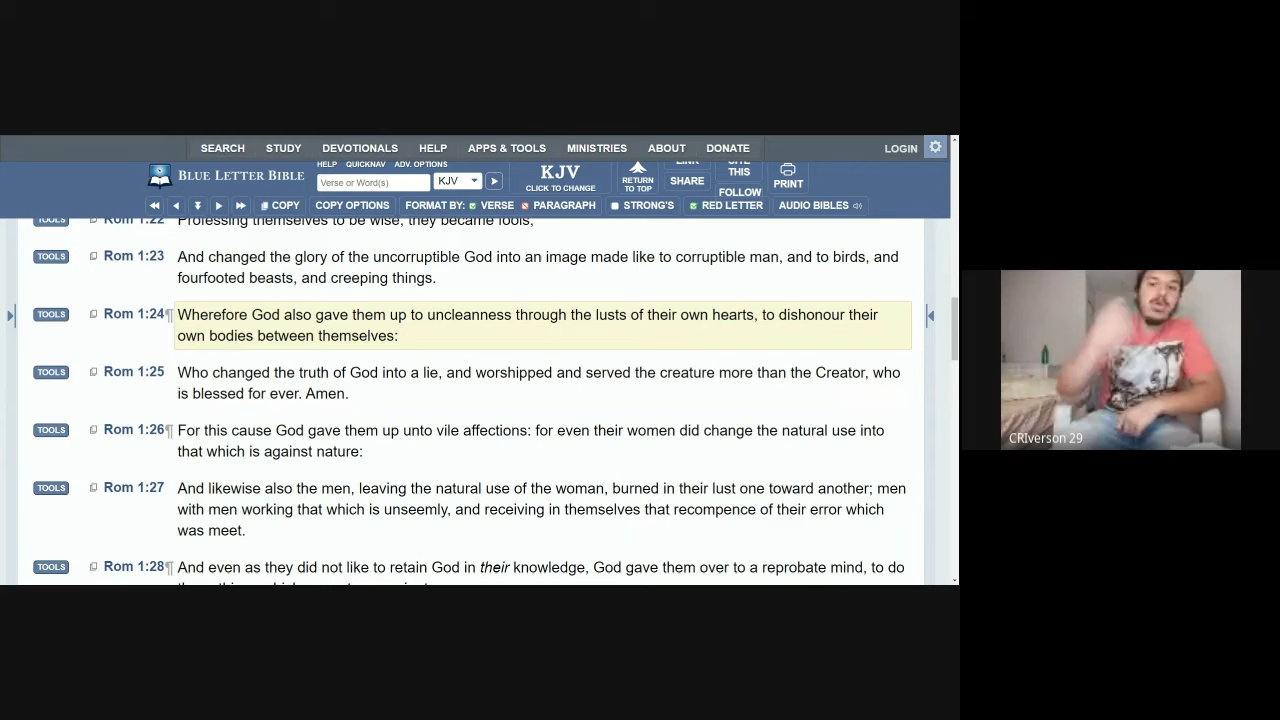 SEARCH STUDY DEVOTIONALS HELP APPS & TOOLS MINISTRIES ABOUT DONATE LOGIN
HELP QUICKNAV ADV. OPTIONS
BLUE LETTER BIBLE
Verse or Word(s) KJV
KJV
CLICK TO CHANGE
RETURN
TO TOP
LINK
SHARE
CITE
THIS
FOLLOW
PRINT
COPY COPY OPTIONS FORMAT BY: VERSE PARAGRAPH STRONG'S RED LETTER AUDIO BIBLES
TOOLS Rom 1:22 Professing themselves to be wise, they became fools,
TOOLS Rom 1:23 And changed the glory of the uncorruptible God into an image made like to corruptible man, and to birds, and
fourfooted beasts, and creeping things.
TOOLS Rom 1:24¶ Wherefore God also gave them up to uncleanness through the lusts of their own hearts, to dishonour their
own bodies between themselves:
TOOLS Rom 1:25 Who changed the truth of God into a lie, and worshipped and served the creature more than the Creator, who
is blessed for ever. Amen.
TOOLS Rom 1:26¶ For this cause God gave them up unto vile affections: for even their women did change the natural use into
that which is against nature:
TOOLS Rom 1:27 And likewise also the men, leaving the natural use of the woman, burned in their lust one toward another; men
with men working that which is unseemly, and receiving in themselves that recompence of their error which
was meet.
TOOLS Rom 1:28¶ And even as they did not like to retain God in their knowledge, God gave them over to a reprobate mind, to do
CRIverson 29